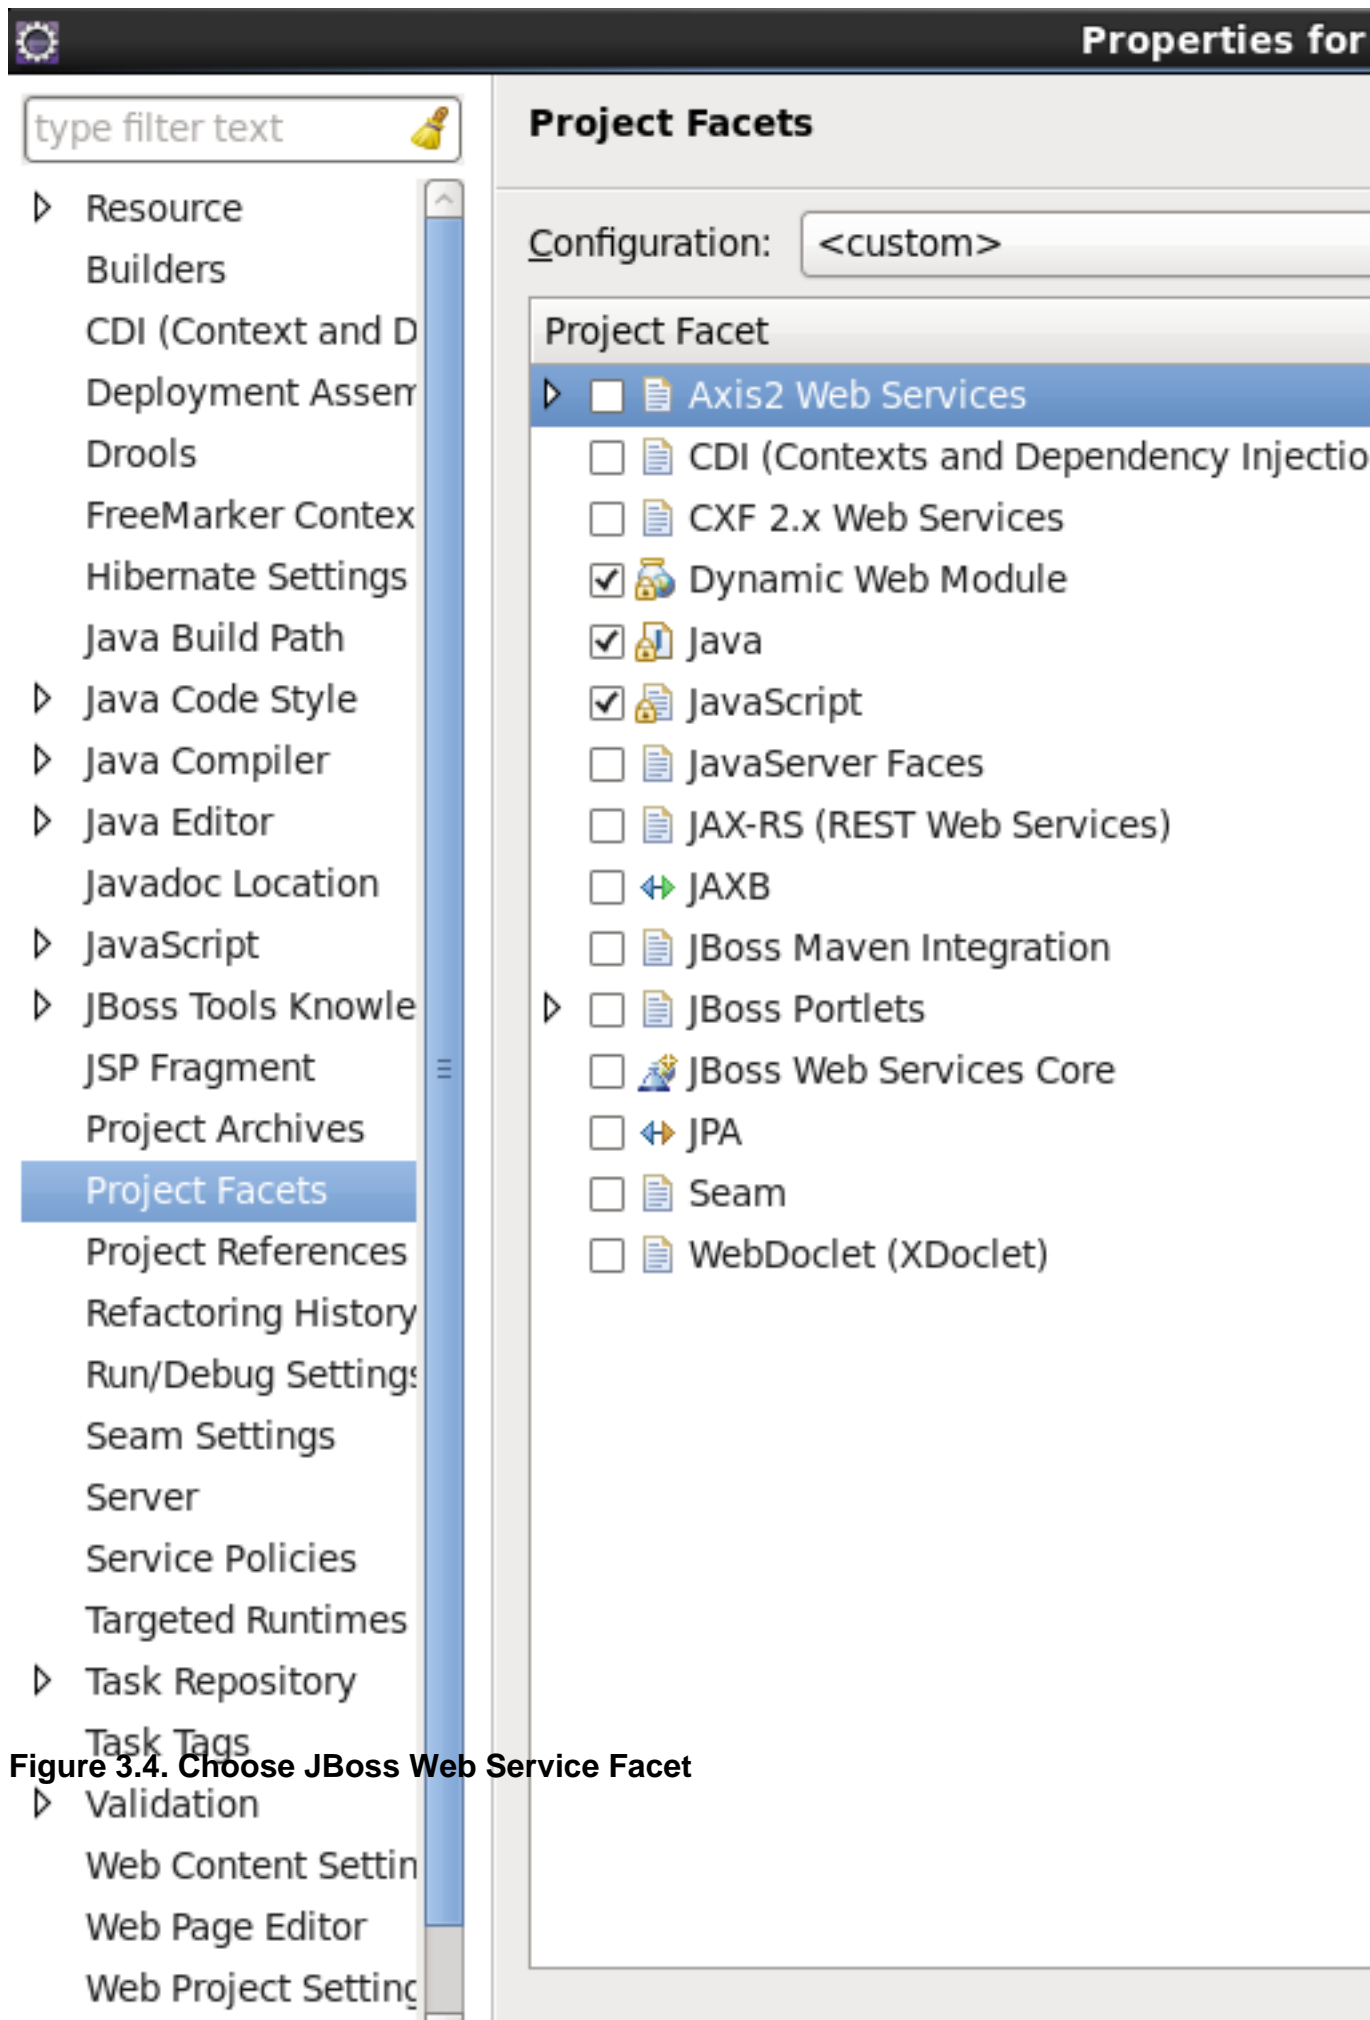 Properties for
type filter text
Resource
Builders
CDI (Context and D
Deployment Assem
Drools
FreeMarker Contex
Hibernate Settings
Java Build Path
Java Code Style
Java Compiler
Java Editor
Javadoc Location
JavaScript
JBoss Tools Knowle
JSP Fragment
Project Archives
Project Facets
Project References
Refactoring History
Run/Debug Settings
Seam Settings
Server
Service Policies
Targeted Runtimes
Task Repository
Task Tags
Validation
Web Content Settin
Web Page Editor
Web Project Setting
Project Facets
Configuration: <custom>
Project Facet
Axis2 Web Services
CDI (Contexts and Dependency Injectio
CXF 2.x Web Services
Dynamic Web Module
Java
JavaScript
JavaServer Faces
JAX-RS (REST Web Services)
JAXB
JBoss Maven Integration
JBoss Portlets
JBoss Web Services Core
JPA
Seam
WebDoclet (XDoclet)
Figure 3.4. Choose JBoss Web Service Facet